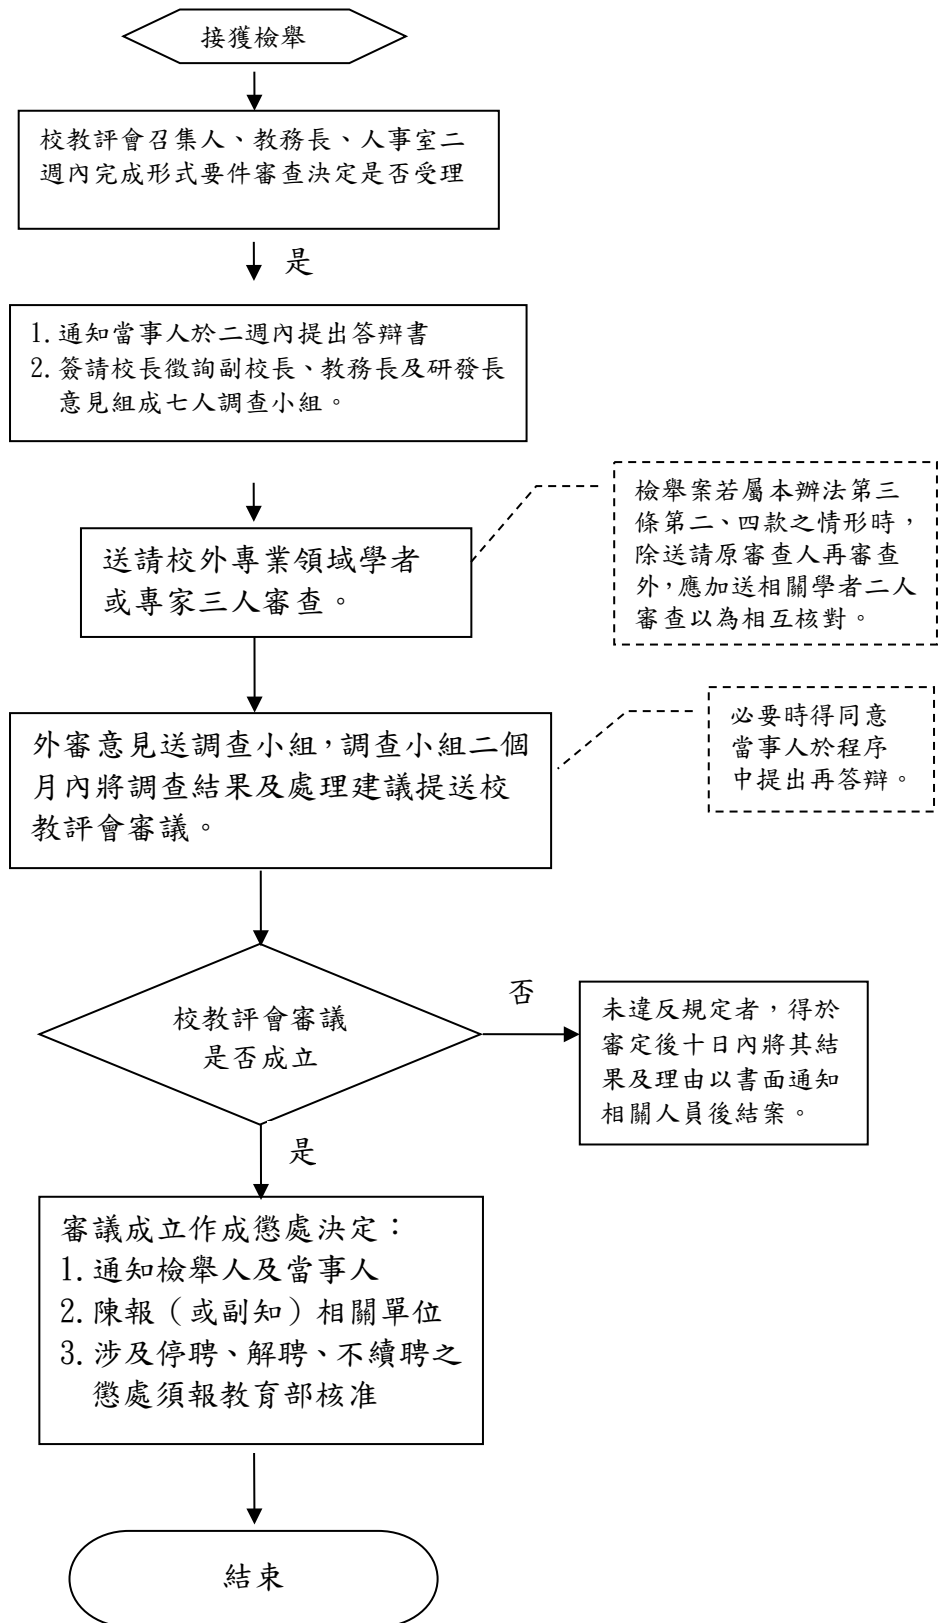 接獲檢舉
校教評會召集人、教務長、人事室二
週內完成形式要件審查決定是否受理
是
1.通知當事人於二週內提出答辯書
2.簽請校長徵詢副校長、教務長及研發長
意見組成七人調查小組。
檢舉案若屬本辦法第三
條第二、四款之情形時，
除送請原審查人再審查
外，應加送相關學者二人
審查以為相互核對。
送請校外專業領域學者
或專家三人審查。
必要時得同意
當事人於程序
中提出再答辯。
外審意見送調查小組，調查小組二個
月內將調查結果及處理建議提送校
教評會審議。
校教評會審議
是否成立
否
未違反規定者，得於
審定後十日內將其結
果及理由以書面通知
相關人員後結案。
是
審議成立作成懲處決定：
1.通知檢舉人及當事人
2.陳報（或副知）相關單位
3.涉及停聘、解聘、不續聘之
懲處須報教育部核准
結束